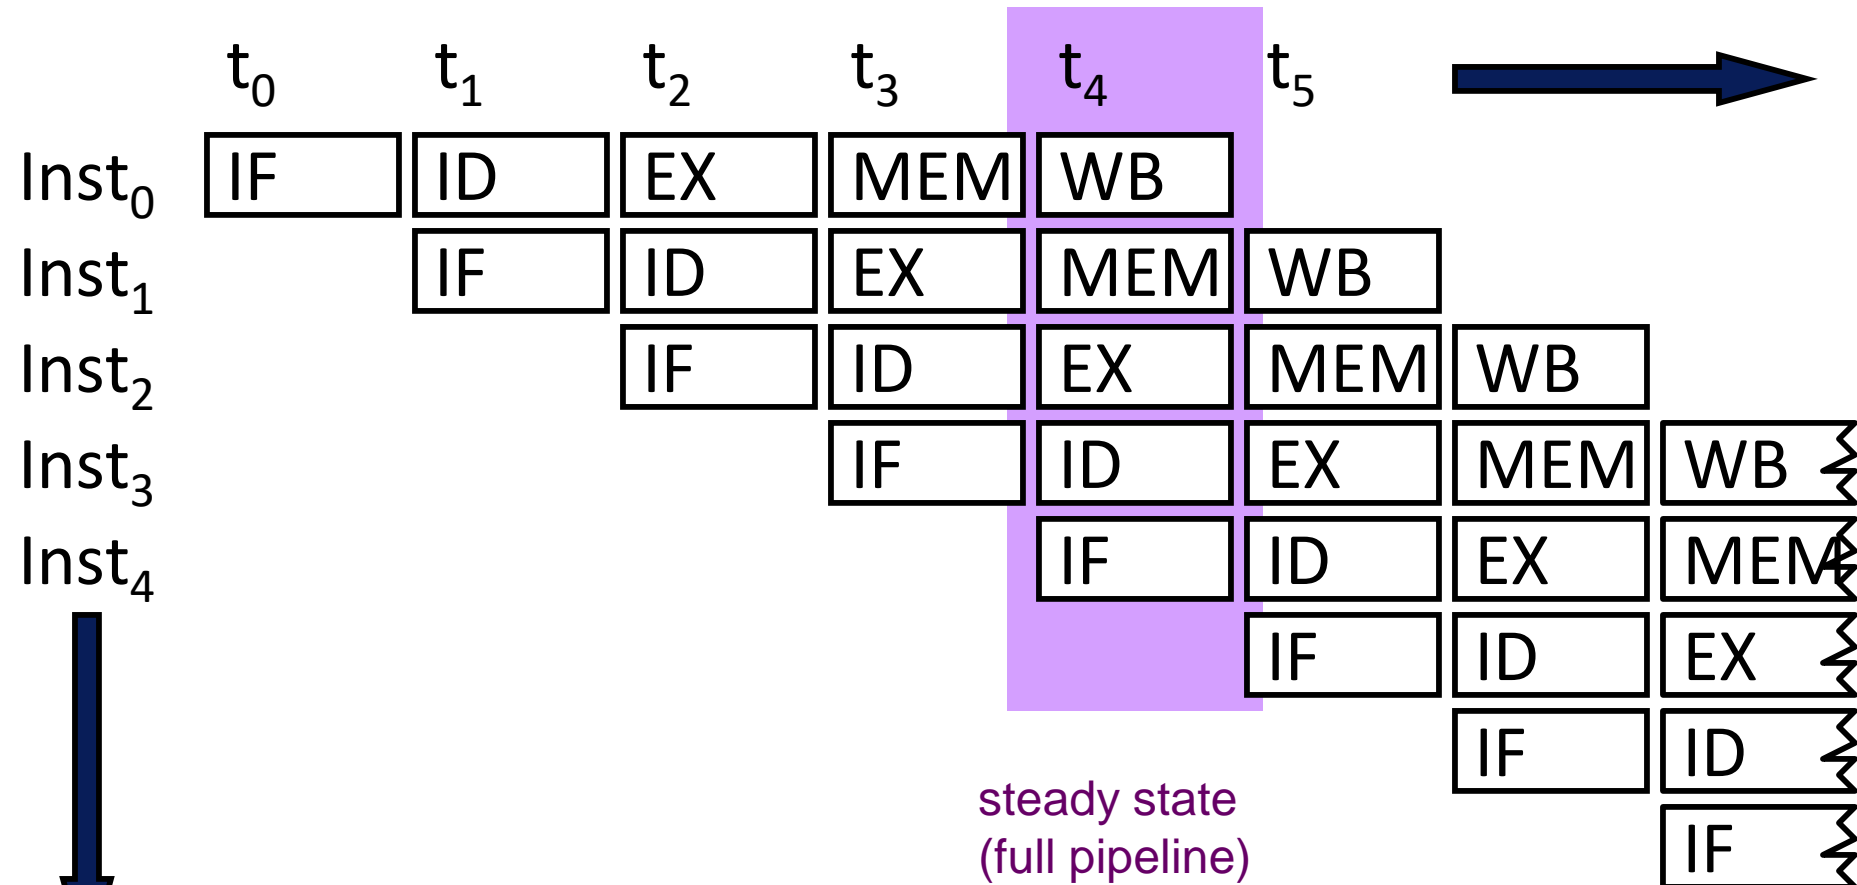 t0 t1 t2 t3 t4 t5
Inst0 IF ID EX MEM WB
Inst1 IF ID EX MEM WB
Inst2 IF ID EX MEM WB
Inst3 IF ID EX MEM WB
Inst4 IF ID EX MEM
IF ID EX
IF ID
steady state
(full pipeline)
IF